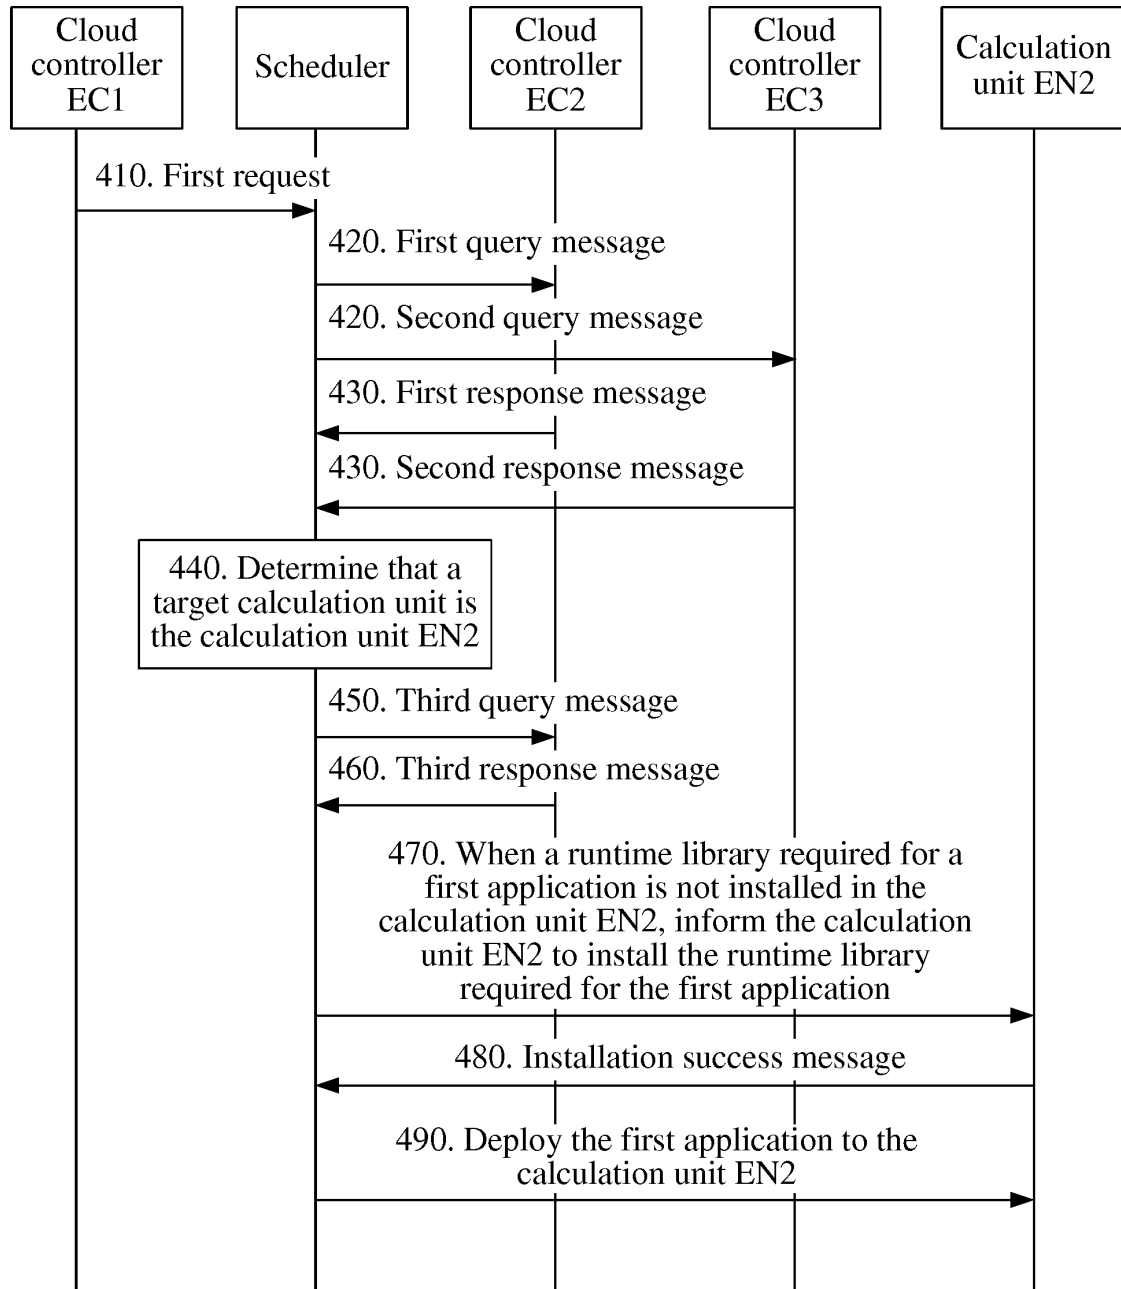 Cloud
controller
EC1
Scheduler
Cloud
controller
EC2
Cloud
controller
EC3
Calculation
unit EN2
410. First request
420. First query message
420. Second query message
430. First response message
430. Second response message
440. Determine that a
target calculation unit is
the calculation unit EN2
450. Third query message
460. Third response message
470. When a runtime library required for a
first application is not installed in the
calculation unit EN2, inform the calculation
unit EN2 to install the runtime library
required for the first application
480. Installation success message
490. Deploy the first application to the
calculation unit EN2